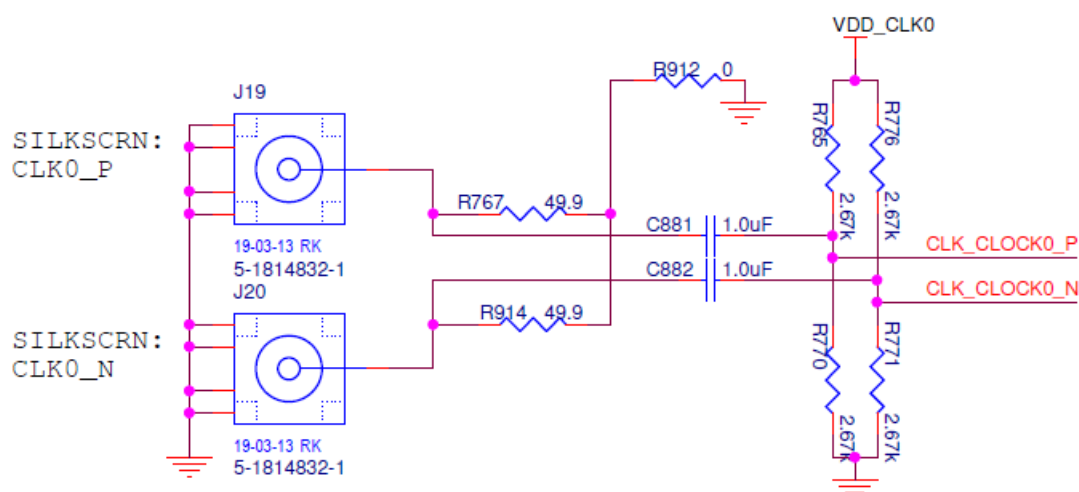 VDD_CLK0
R912 0
J19
R765
R776
SILKSCRN:
CLK0_P
R767 49.9
2.67k
2.67k
C881 1.0uF
19-03-13 RK
5-1814832-1
CLK_CLOCK0_P
C882 1.0uF
J20
CLK_CLOCK0_N
R914 49.9
SILKSCRN:
CLK0_N
R770
R771
2.67k
2.67k
19-03-13 RK
5-1814832-1